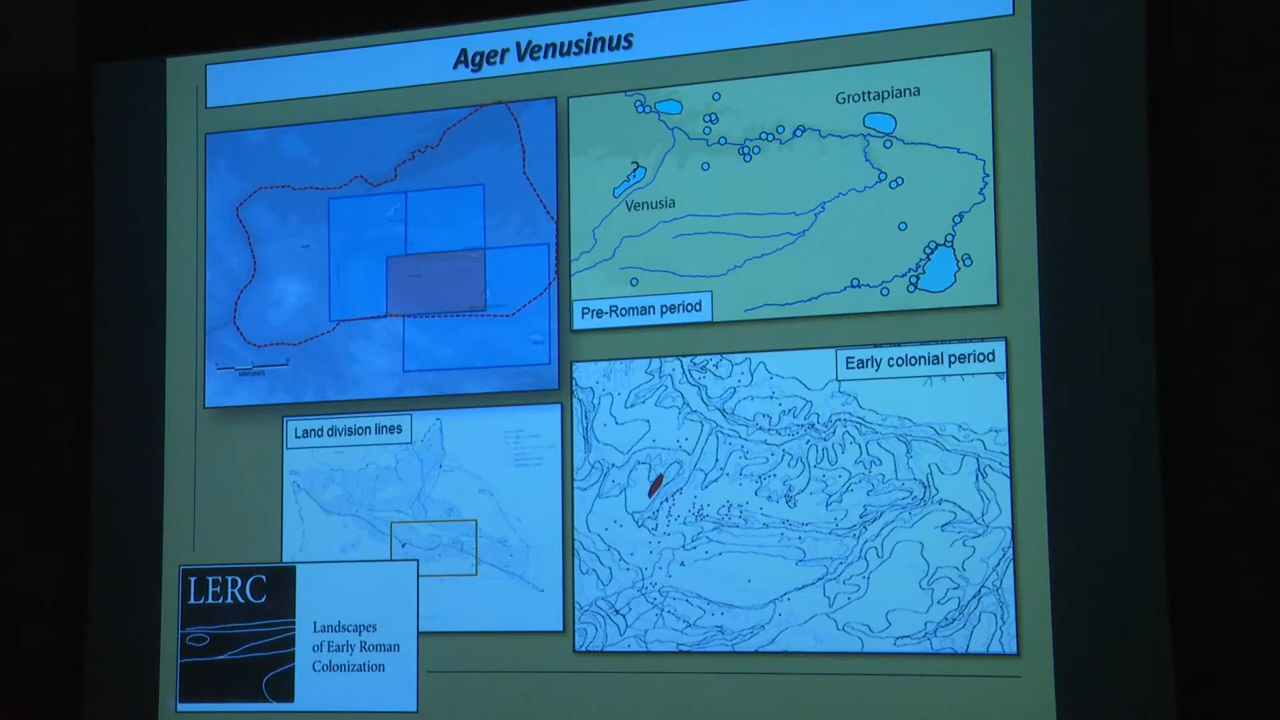 Ager Venusinus
Grottapiana
?
Venusia
Pre-Roman period
Early colonial period
Land division lines
LERC
Landscapes
of Early Roman
Colonization